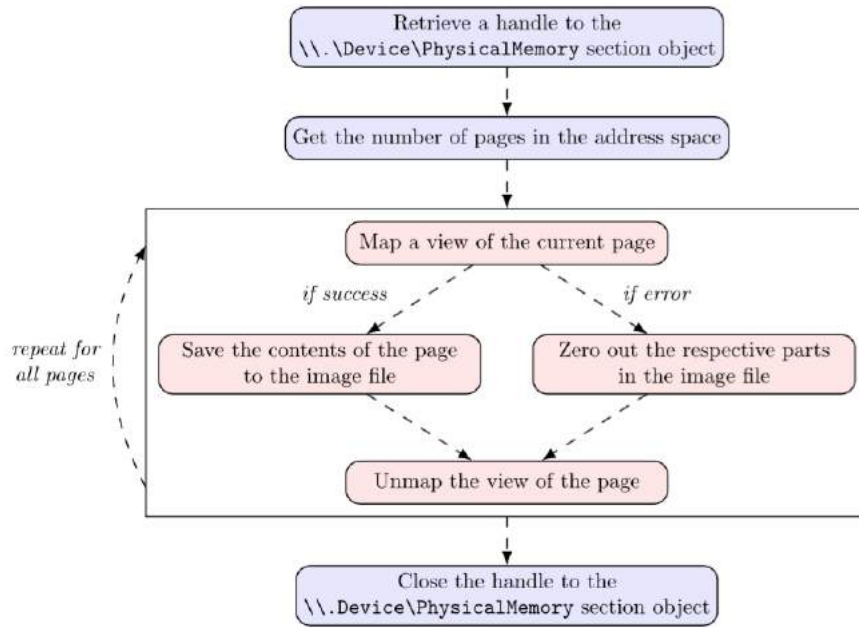 Retrieve a handle to the
\\.\Device\PhysicalMemory section object
Get the number of pages in the address space
Map a view of the current page
if success
if error
repeat for
all pages
Save the contents of the page
to the image file
Zero out the respective parts
in the image file
Unmap the view of the page
Close the handle to the
\\.Device\PhysicalMemory section object